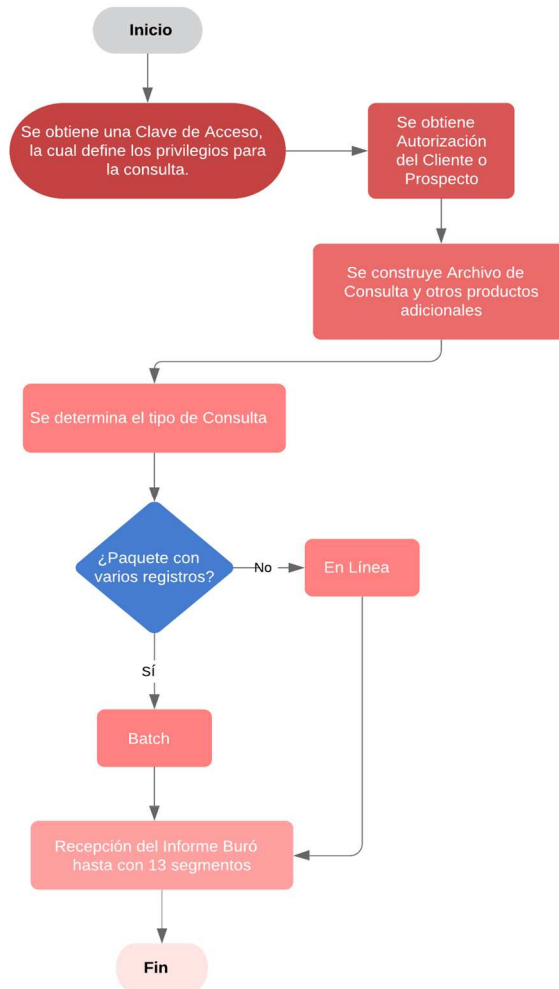 Inicio
Se obtiene una Clave de Acceso,
la cual define los privilegios para
la consulta.
Se obtiene
Autorización
del Cliente o
Prospecto
Se construye Archivo de
Consulta y otros productos
adicionales
Se determina el tipo de Consulta
¿Paquete con
varios registros?
No
En Línea
Sí
Batch
Recepción del Informe Buró
hasta con 13 segmentos
Fin